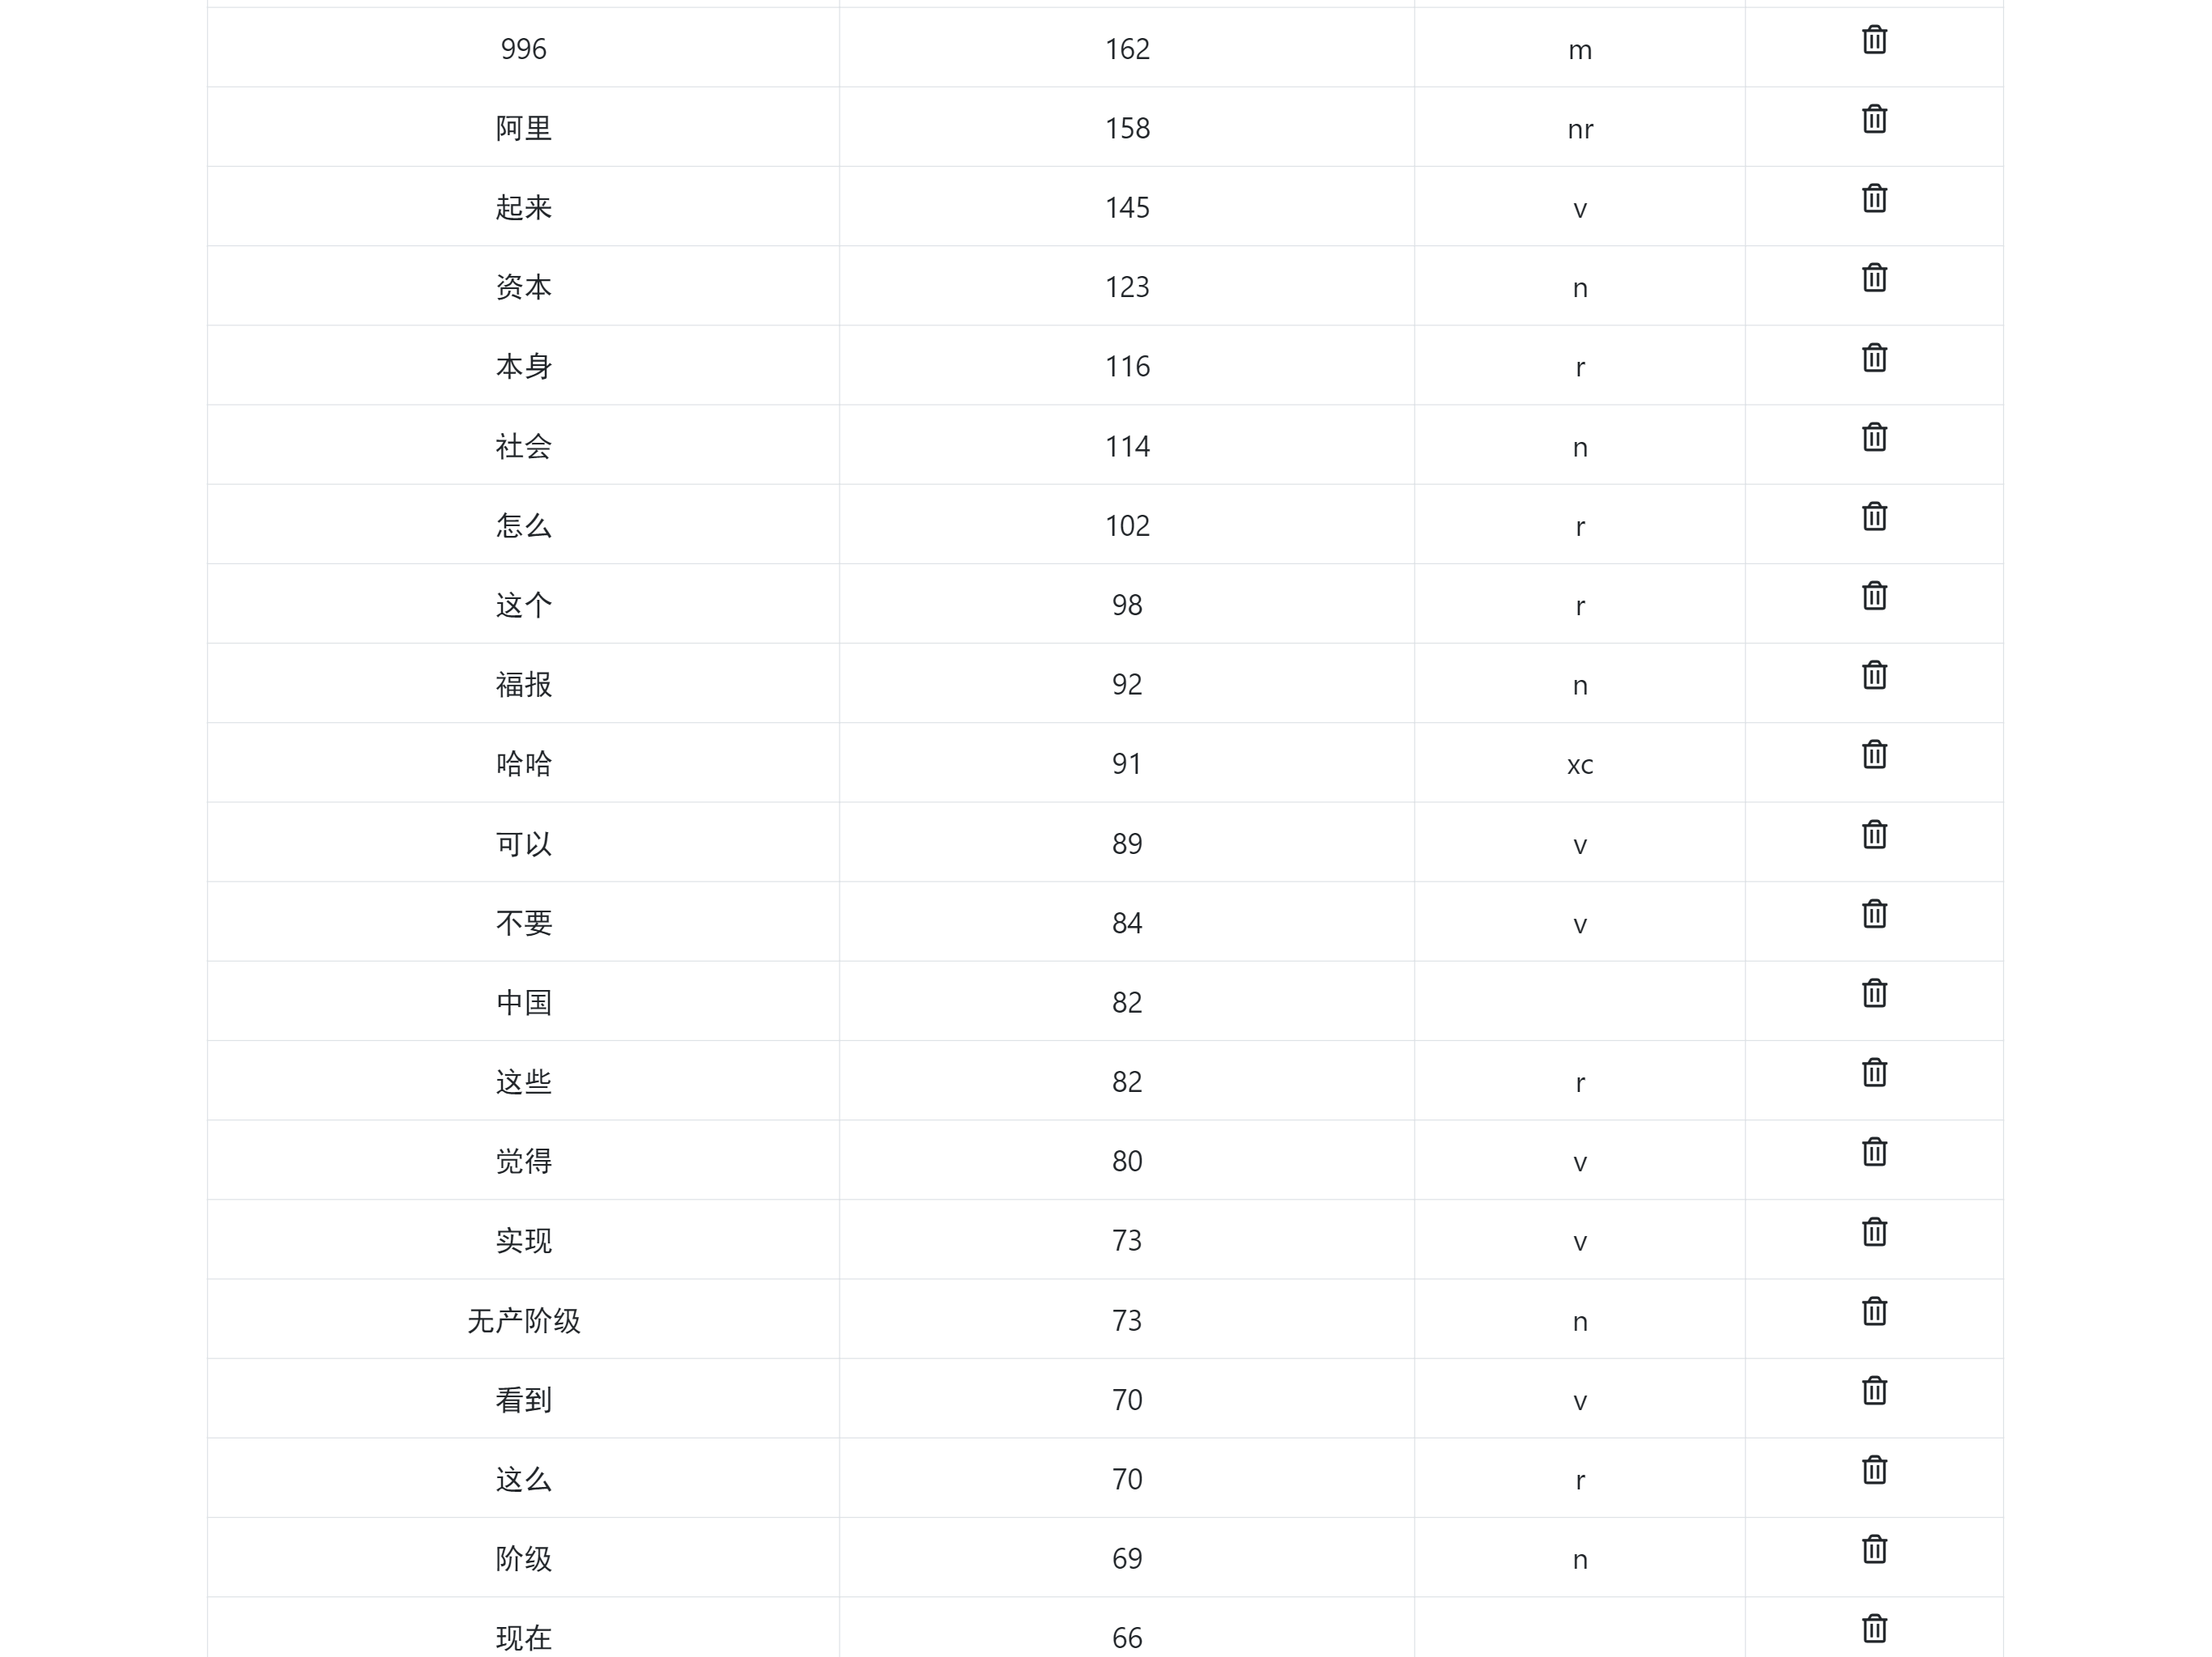 996 162 m
阿里 158 nr
起来 145 v
资本 123 n
本身 116 r
社会 114 n
怎么 102 r
这个 98 r
福报 92 n
哈哈 91 xc
可以 89 v
不要 84 v
中国 82
这些 82 r
觉得 80 v
实现 73 v
无产阶级 73 n
看到 70 v
这么 70 r
阶级 69 n
现在 66